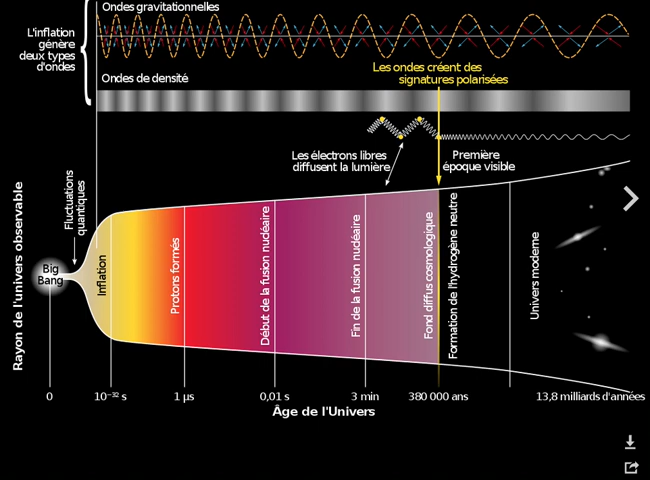 Ondes gravitationnelles
L'inflation
génère
deux types
d'ondes
Les ondes créent des
signatures polarisées
Ondes de densité
Les électrons libres
diffusent la lumière
Première
époque visible
Fluctuations
quantiques
Rayon de l'univers observable
Big
Bang
Inflation
Protons formés
Début de la fusion nudéaire
Fin de la fusion nudéaire
Fond diffus cosmologique
Formation de l'hydrogène neutre
Univers moderne
0
10⁻³² s
1 µs
0,01 s
3 min
380 000 ans
13,8 milliards d'années
Âge de l'Univers